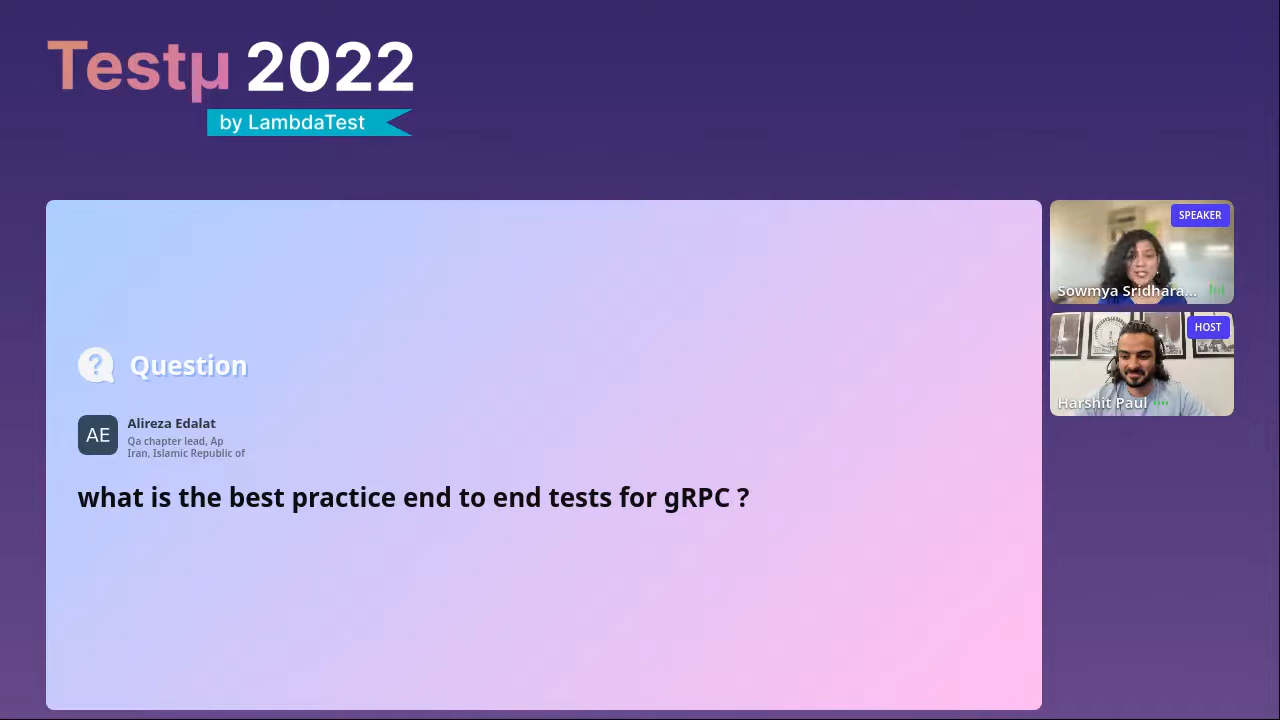 Testμ 2022
by LambdaTest
SPEAKER
Sowmya Sridhara...
HOST
Harshit Paul
Question
AE
Alireza Edalat
Qa chapter lead, Ap
Iran, Islamic Republic of
what is the best practice end to end tests for gRPC ?